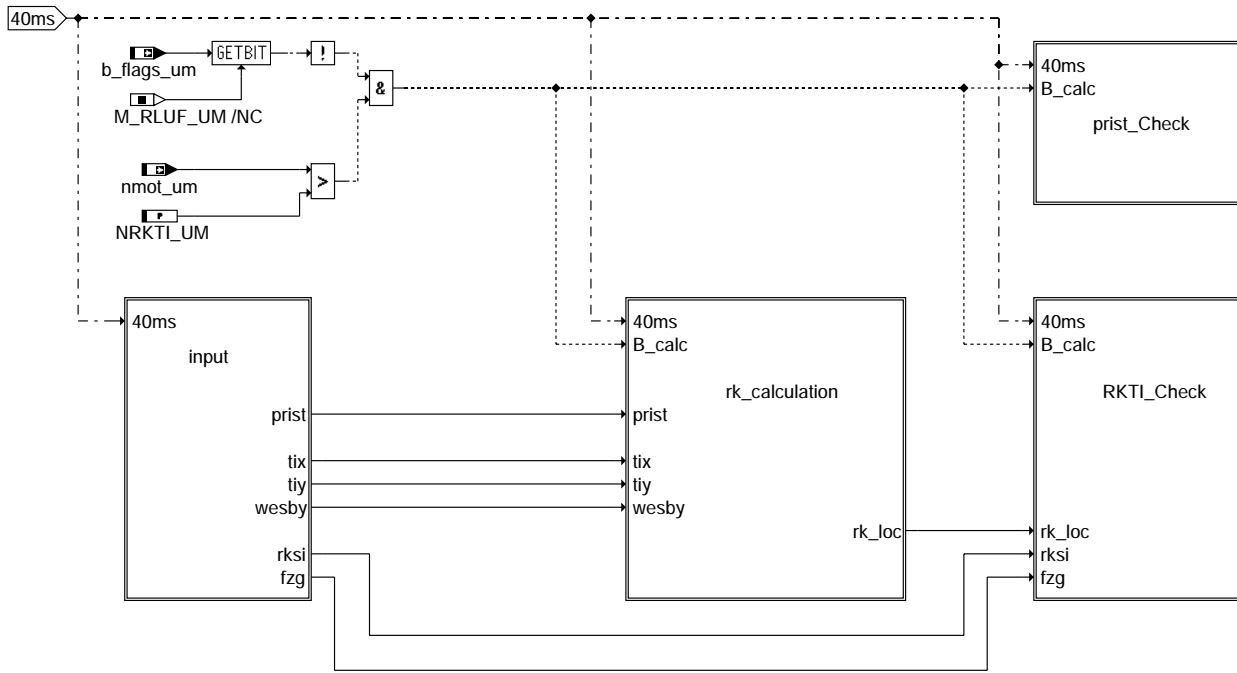 40ms
b_flags_um
GETBIT
!
M_RLUF_UM /NC
&
nmot_um
>
NRKTI_UM
P
40ms
B_calc
prist_Check
40ms
input
prist
tix
tiy
wesby
rksi
fzg
40ms
B_calc
rk_calculation
prist
tix
tiy
wesby
rk_loc
40ms
B_calc
RKTI_Check
rk_loc
rksi
fzg